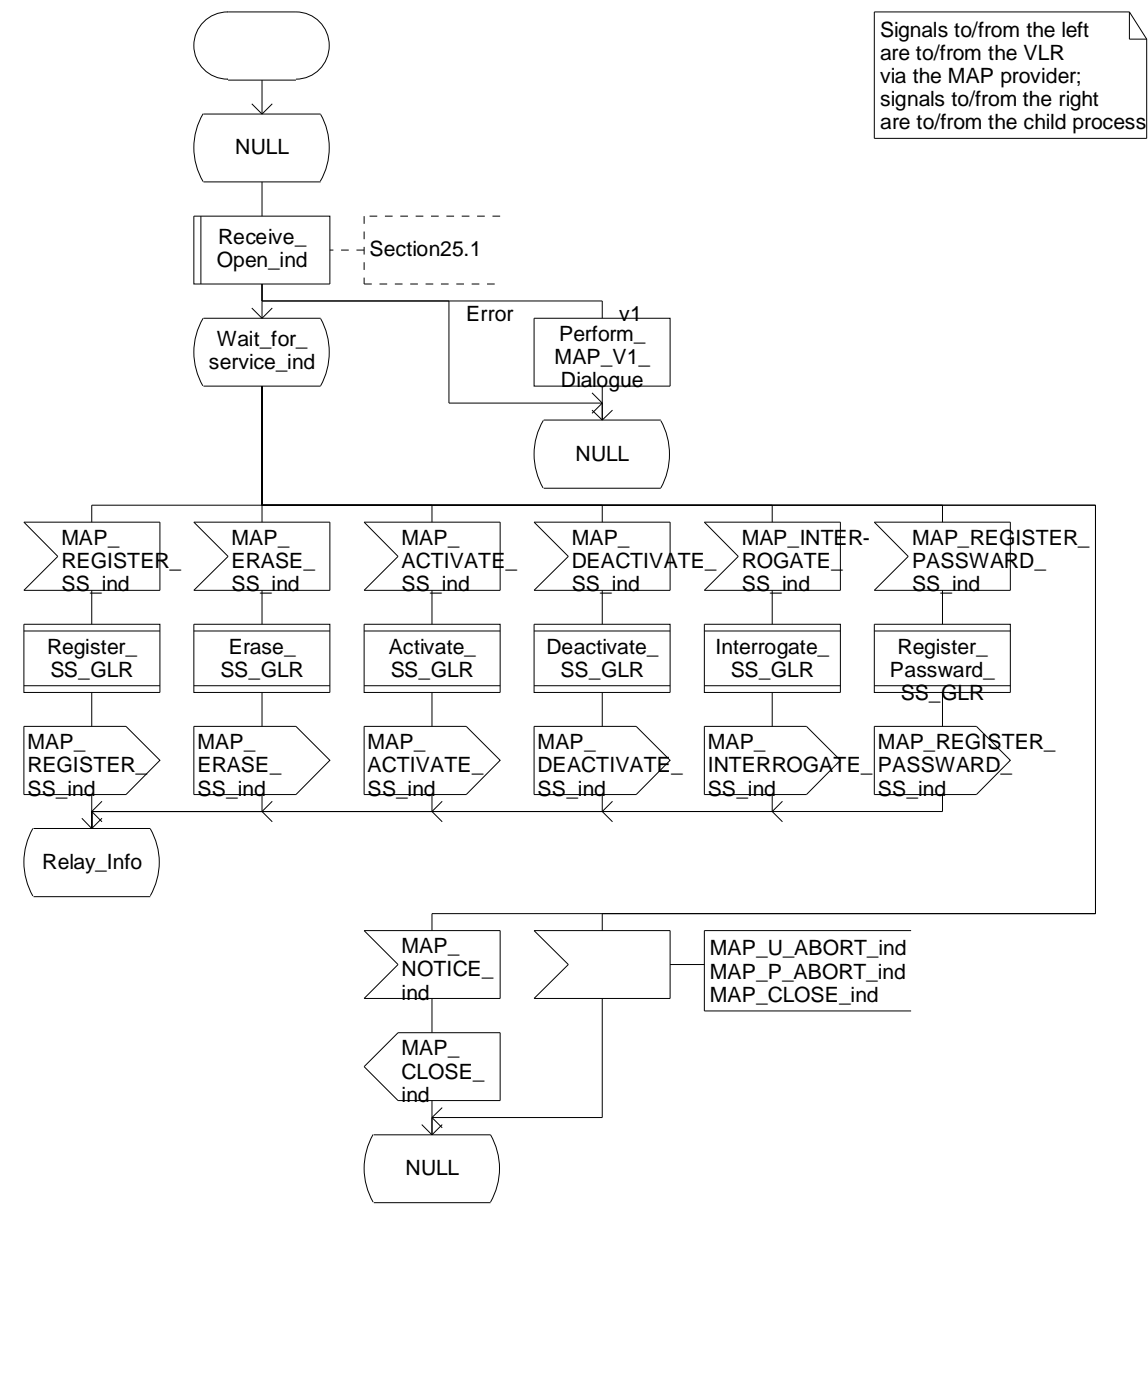 Signals to/from the left
are to/from the VLR
via the MAP provider;
signals to/from the right
are to/from the child process
NULL
Receive_
Open_ind
Section25.1
Error
v1
Wait_for_
service_ind
Perform_
MAP_V1_
Dialogue
NULL
MAP_
REGISTER_
SS_ind
MAP_
ERASE_
SS_ind
MAP_
ACTIVATE_
SS_ind
MAP_
DEACTIVATE_
SS_ind
MAP_INTER-
ROGATE_
SS_ind
MAP_REGISTER_
PASSWARD_
SS_ind
Register_
SS_GLR
Erase_
SS_GLR
Activate_
SS_GLR
Deactivate_
SS_GLR
Interrogate_
SS_GLR
Register_
Passward_
SS_GLR
MAP_
REGISTER_
SS_ind
MAP_
ERASE_
SS_ind
MAP_
ACTIVATE_
SS_ind
MAP_
DEACTIVATE_
SS_ind
MAP_
INTERROGATE_
SS_ind
MAP_REGISTER_
PASSWARD_
SS_ind
Relay_Info
MAP_
NOTICE_
ind
MAP_U_ABORT_ind
MAP_P_ABORT_ind
MAP_CLOSE_ind
MAP_
CLOSE_
ind
NULL